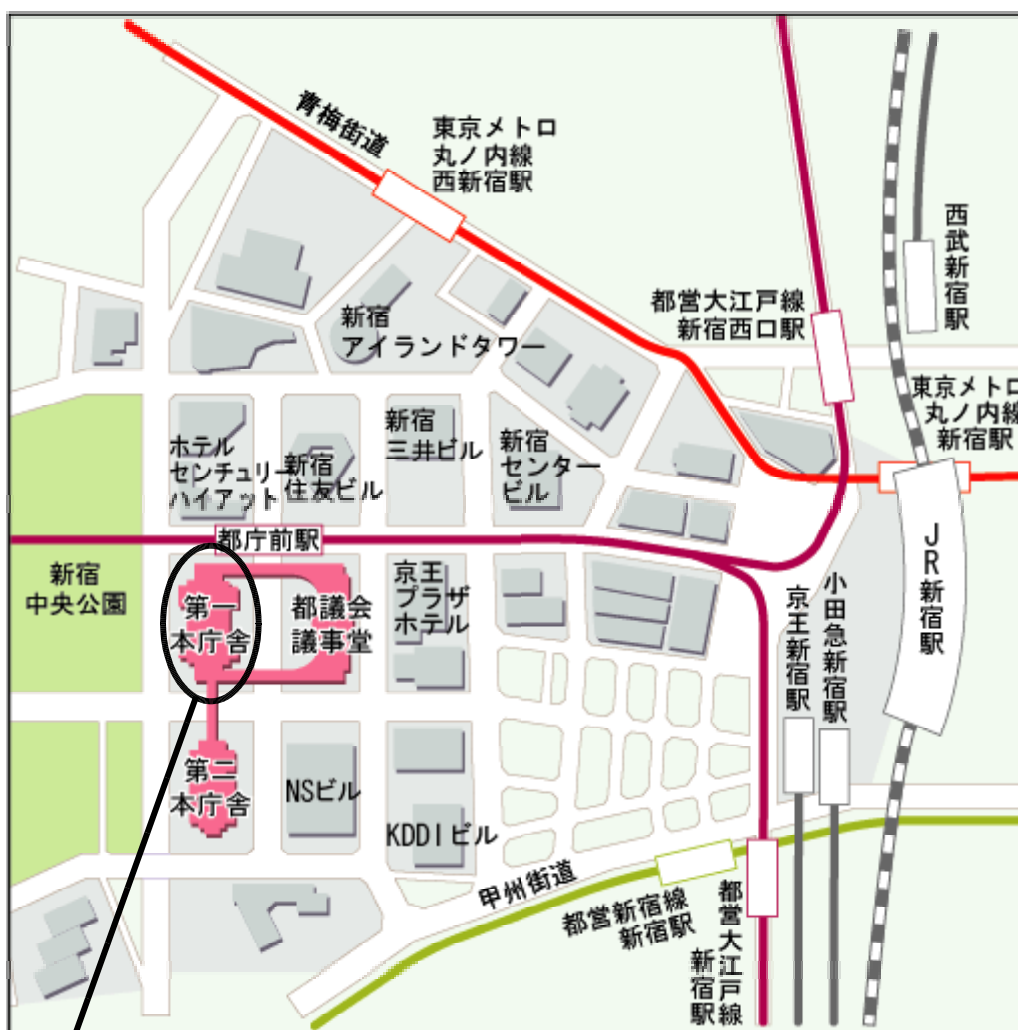 青梅街道
東京メトロ
丸ノ内線
西新宿駅
西武新宿駅
都営大江戸線
新宿西口駅
新宿
アイランドタワー
東京メトロ
丸ノ内線
新宿駅
ホテル
センチュリー
ハイアット
新宿
住友ビル
新宿
三井ビル
新宿
センター
ビル
都庁前駅
JR新宿駅
新宿
中央公園
第一
本庁舎
都議会
議事堂
京王
プラザ
ホテル
京王新宿駅
小田急新宿駅
第二
本庁舎
NSビル
KDDIビル
甲州街道
都営新宿線
新宿駅
都営大江戸線
新宿駅